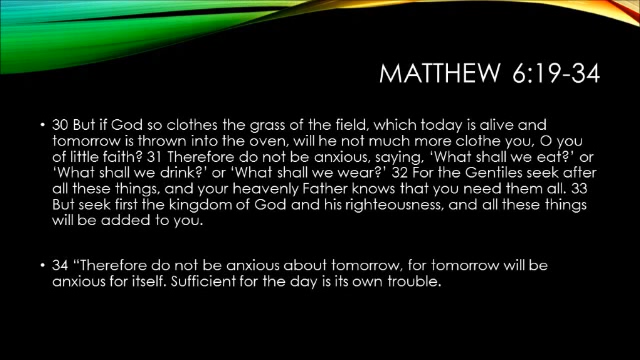 MATTHEW 6:19-34
• 30 But if God so clothes the grass of the field, which today is alive and
tomorrow is thrown into the oven, will he not much more clothe you, O you
of little faith? 31 Therefore do not be anxious, saying, ‘What shall we eat?’ or
‘What shall we drink?’ or ‘What shall we wear?’ 32 For the Gentiles seek after
all these things, and your heavenly Father knows that you need them all. 33
But seek first the kingdom of God and his righteousness, and all these things
will be added to you.
• 34 “Therefore do not be anxious about tomorrow, for tomorrow will be
anxious for itself. Sufficient for the day is its own trouble.